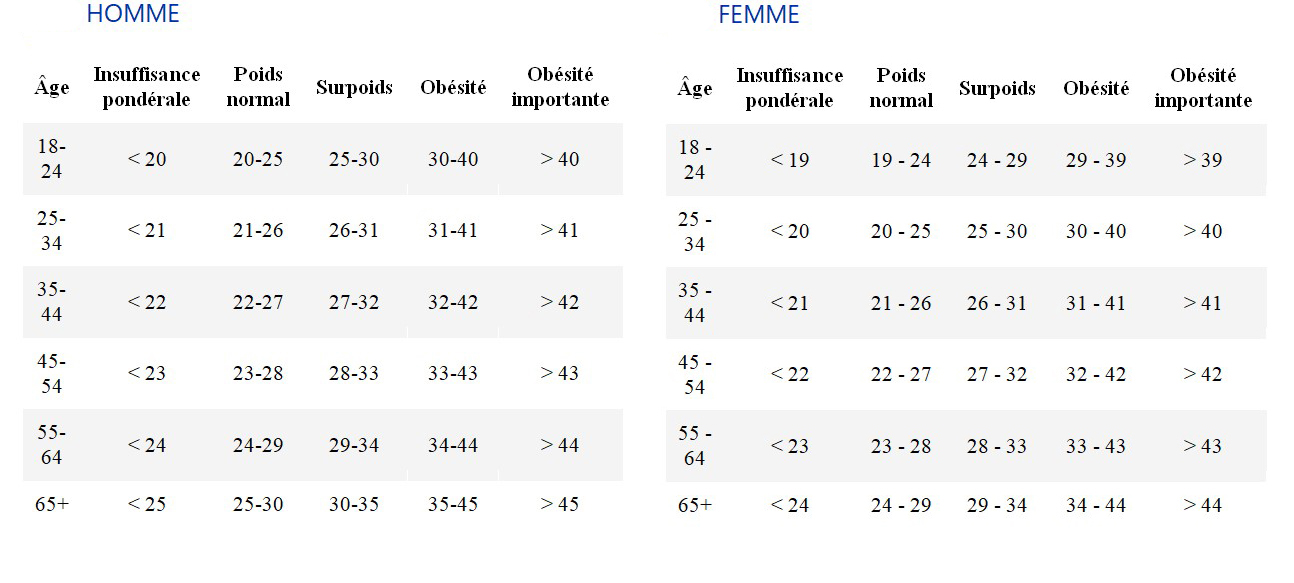 HOMME
Âge Insuffisance pondérale Poids normal Surpoids Obésité Obésité importante
18-24 < 20 20-25 25-30 30-40 > 40
25-34 < 21 21-26 26-31 31-41 > 41
35-44 < 22 22-27 27-32 32-42 > 42
45-54 < 23 23-28 28-33 33-43 > 43
55-64 < 24 24-29 29-34 34-44 > 44
65+ < 25 25-30 30-35 35-45 > 45
FEMME
Âge Insuffisance pondérale Poids normal Surpoids Obésité Obésité importante
18 - 24 < 19 19 - 24 24 - 29 29 - 39 > 39
25 - 34 < 20 20 - 25 25 - 30 30 - 40 > 40
35 - 44 < 21 21 - 26 26 - 31 31 - 41 > 41
45 - 54 < 22 22 - 27 27 - 32 32 - 42 > 42
55 - 64 < 23 23 - 28 28 - 33 33 - 43 > 43
65+ < 24 24 - 29 29 - 34 34 - 44 > 44